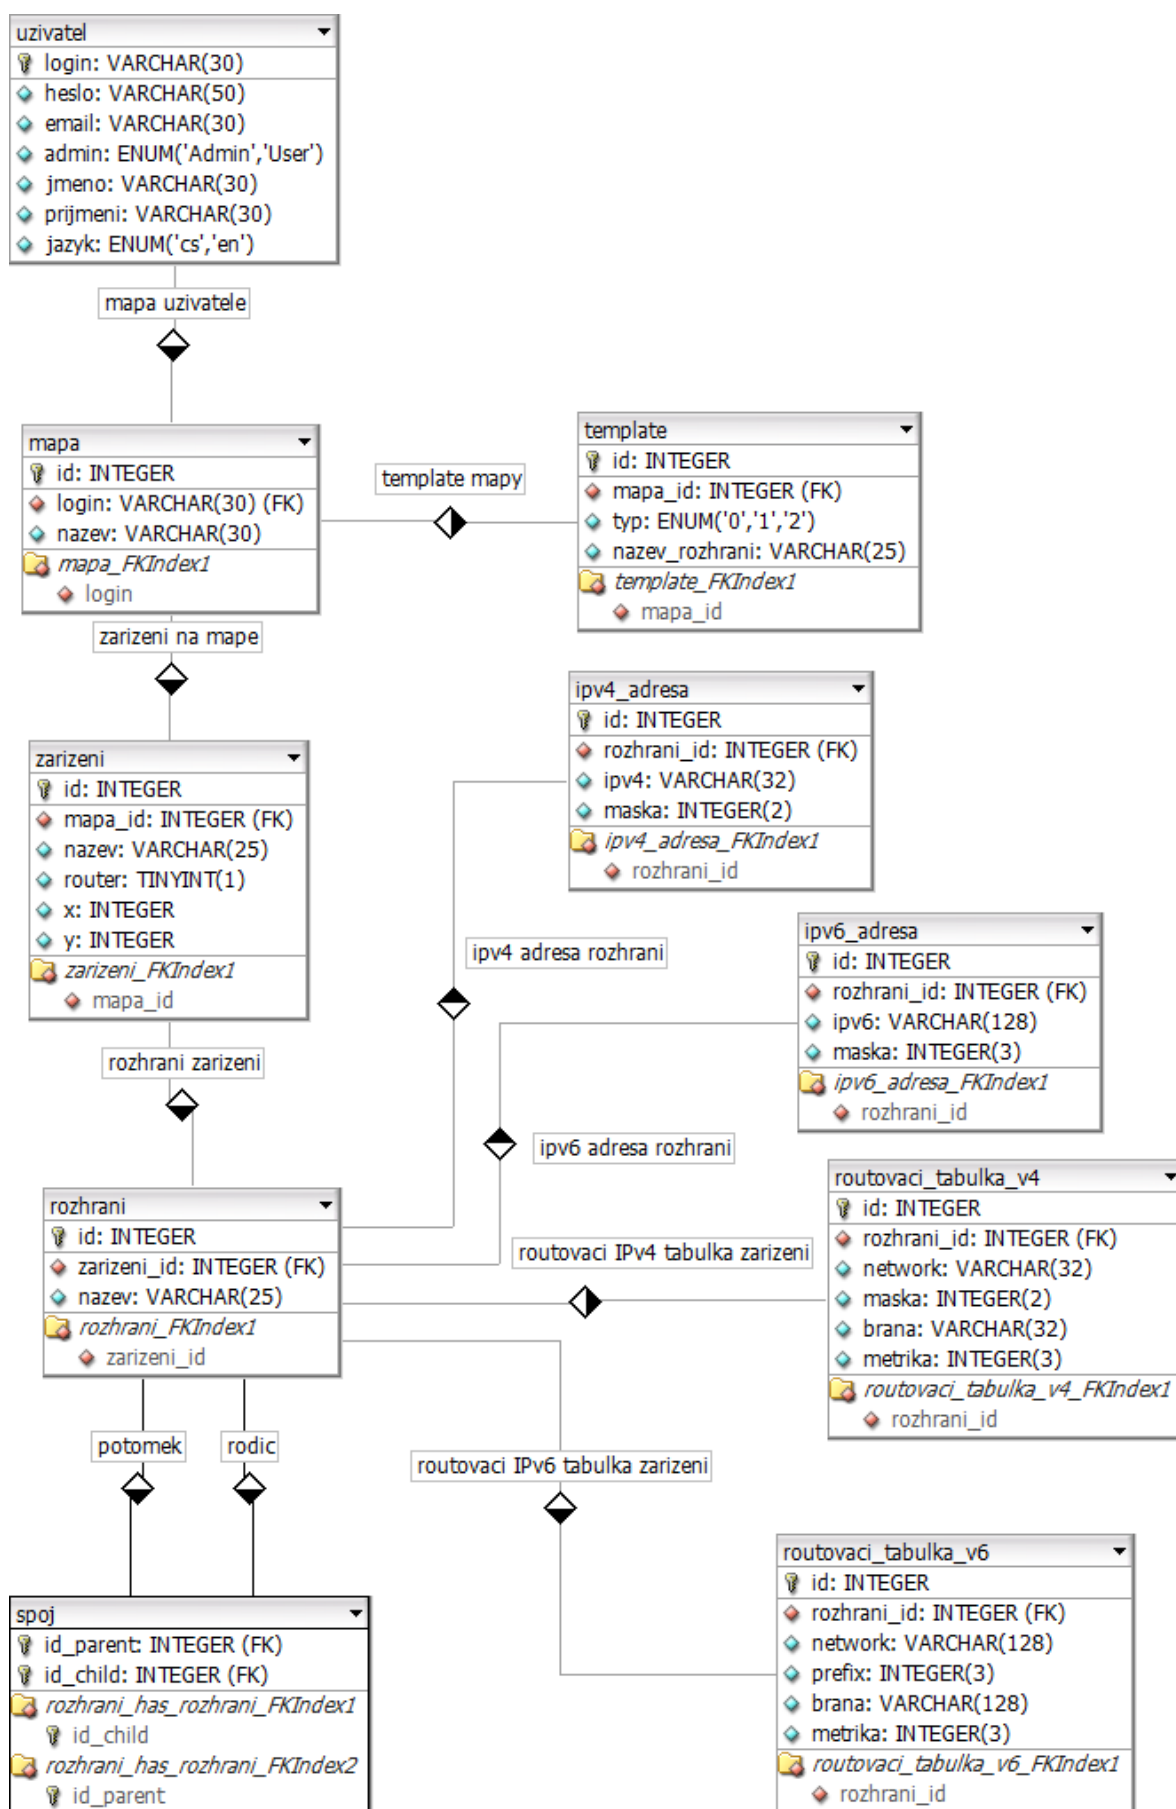 uzivatel
login: VARCHAR(30)
heslo: VARCHAR(50)
email: VARCHAR(30)
admin: ENUM('Admin','User')
jmeno: VARCHAR(30)
prijmeni: VARCHAR(30)
jazyk: ENUM('cs','en')
mapa uzivatele
mapa
id: INTEGER
login: VARCHAR(30) (FK)
nazev: VARCHAR(30)
mapa_FKIndex1
login
template mapy
template
id: INTEGER
mapa_id: INTEGER (FK)
typ: ENUM('0','1','2')
nazev_rozhrani: VARCHAR(25)
template_FKIndex1
mapa_id
zarizeni na mape
zarizeni
id: INTEGER
mapa_id: INTEGER (FK)
nazev: VARCHAR(25)
router: TINYINT(1)
x: INTEGER
y: INTEGER
zarizeni_FKIndex1
mapa_id
ipv4_adresa
id: INTEGER
rozhrani_id: INTEGER (FK)
ipv4: VARCHAR(32)
maska: INTEGER(2)
ipv4_adresa_FKIndex1
rozhrani_id
ipv4 adresa rozhrani
ipv6_adresa
id: INTEGER
rozhrani_id: INTEGER (FK)
ipv6: VARCHAR(128)
maska: INTEGER(3)
ipv6_adresa_FKIndex1
rozhrani_id
rozhrani zarizeni
ipv6 adresa rozhrani
rozhrani
id: INTEGER
zarizeni_id: INTEGER (FK)
nazev: VARCHAR(25)
rozhrani_FKIndex1
zarizeni_id
routovaci IPv4 tabulka zarizeni
routovaci_tabulka_v4
id: INTEGER
rozhrani_id: INTEGER (FK)
network: VARCHAR(32)
maska: INTEGER(2)
brana: VARCHAR(32)
metrika: INTEGER(3)
routovaci_tabulka_v4_FKIndex1
rozhrani_id
potomek
rodic
routovaci IPv6 tabulka zarizeni
spoj
id_parent: INTEGER (FK)
id_child: INTEGER (FK)
rozhrani_has_rozhrani_FKIndex1
id_child
rozhrani_has_rozhrani_FKIndex2
id_parent
routovaci_tabulka_v6
id: INTEGER
rozhrani_id: INTEGER (FK)
network: VARCHAR(128)
prefix: INTEGER(3)
brana: VARCHAR(128)
metrika: INTEGER(3)
routovaci_tabulka_v6_FKIndex1
rozhrani_id